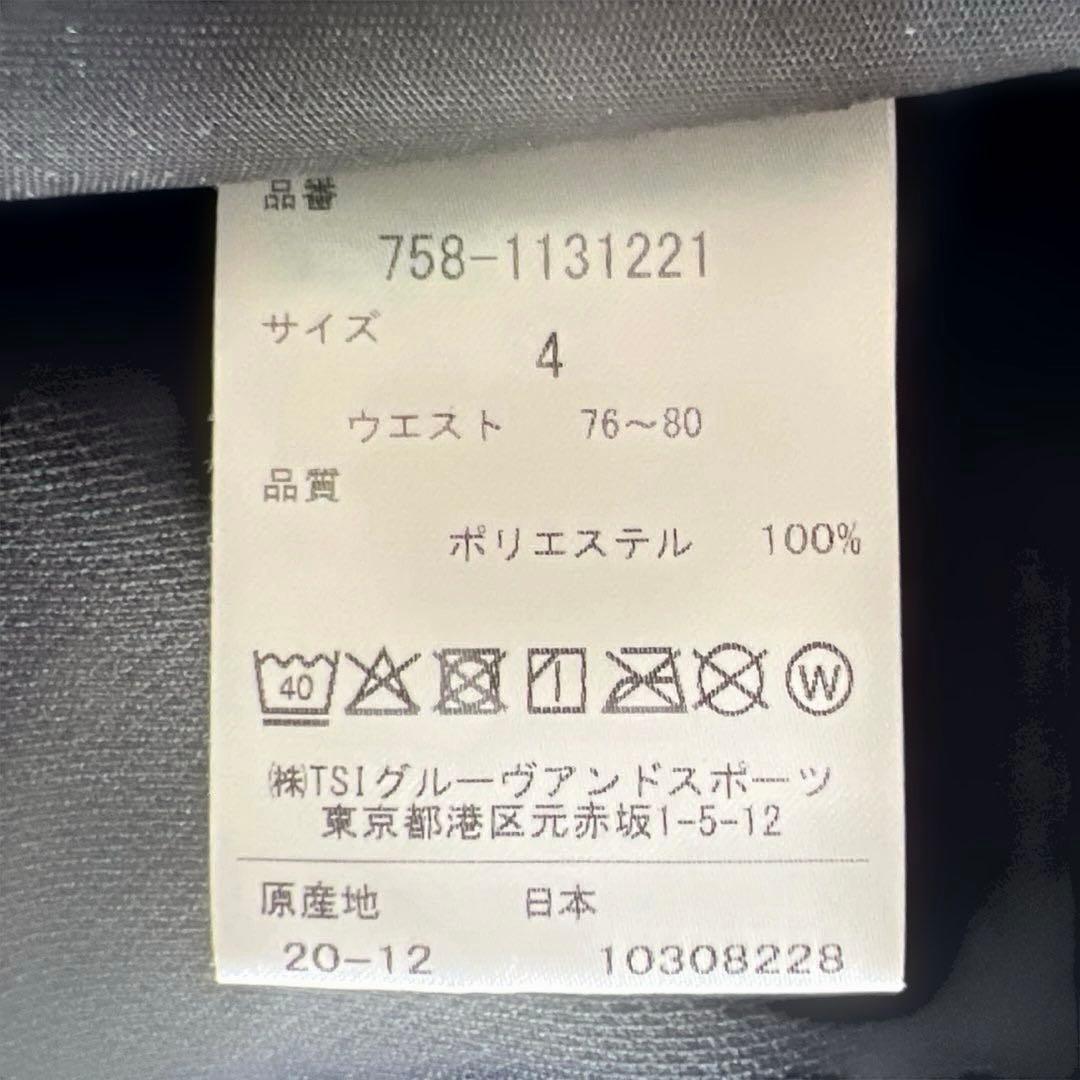 品番
758-1131221
サイズ
4
ウエスト 76~80
品質
ポリエステル 100%
40 W
㈱TSIグルーヴアンドスポーツ
東京都港区元赤坂1-5-12
原産地 日本
20-12 10308228